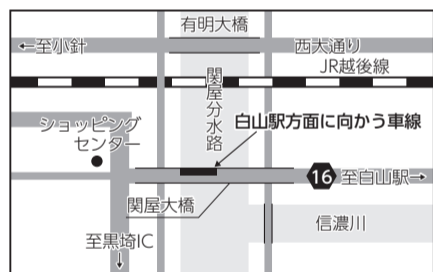 有明大橋
←至小針
西大通り
JR越後線
関屋分水路
ショッピング
センター
白山駅方面に向かう車線
16
至白山駅→
関屋大橋
信濃川
至黒埼IC
↓